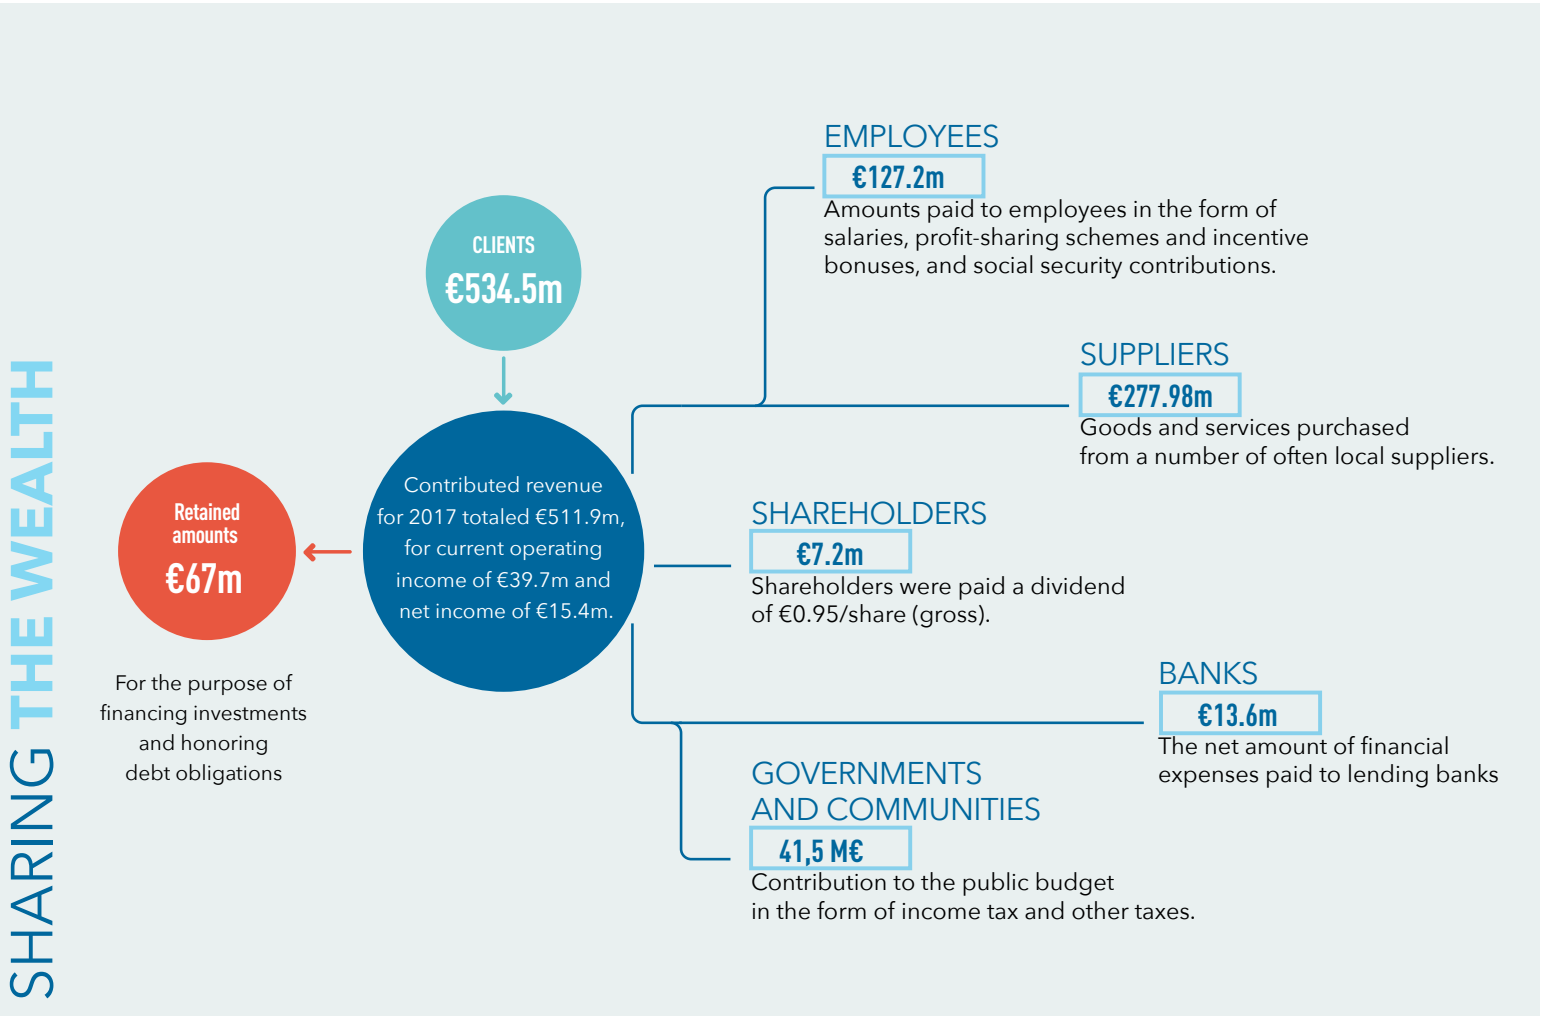 SHARING THE WEALTH
CLIENTS
€534.5m
Contributed revenue
for 2017 totaled €511.9m,
for current operating
income of €39.7m and
net income of €15.4m.
Retained
amounts
€67m
For the purpose of
financing investments
and honoring
debt obligations
EMPLOYEES
€127.2m
Amounts paid to employees in the form of
salaries, profit-sharing schemes and incentive
bonuses, and social security contributions.
SUPPLIERS
€277.98m
Goods and services purchased
from a number of often local suppliers.
SHAREHOLDERS
€7.2m
Shareholders were paid a dividend
of €0.95/share (gross).
BANKS
€13.6m
The net amount of financial
expenses paid to lending banks
GOVERNMENTS
AND COMMUNITIES
41,5 M€
Contribution to the public budget
in the form of income tax and other taxes.